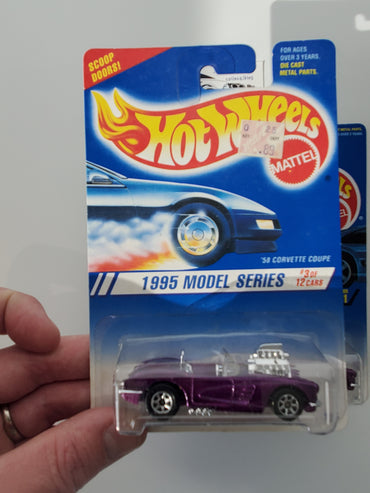 SCOOP
DOORS!
FOR AGES
OVER 3 YEARS.
DIE CAST
METAL PARTS.
HOT WHEELS
MATTEL
'58 CORVETTE COUPE
1995 MODEL SERIES
#3 OF
12 CARS